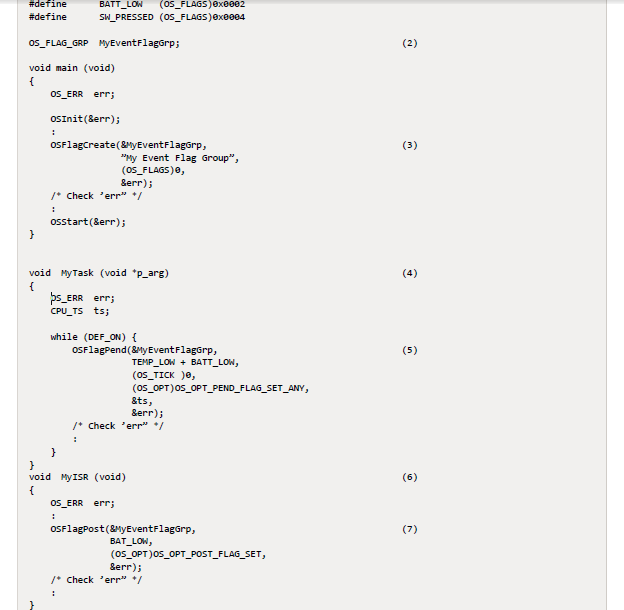 #define      BATT_LOW   (OS_FLAGS)0x0002
#define      SW_PRESSED (OS_FLAGS)0x0004
OS_FLAG_GRP  MyEventFlagGrp;                                    (2)
void main (void)
{
    OS_ERR  err;
    OSInit(&err);
    :
    OSFlagCreate(&MyEventFlagGrp,                               (3)
                 ”My Event Flag Group”,
                 (OS_FLAGS)0,
                 &err);
    /* Check ’err” */
    :
    OSStart(&err);
}
void  MyTask (void *p_arg)                                      (4)
{
    OS_ERR  err;
    CPU_TS  ts;
    while (DEF_ON) {
        OSFlagPend(&MyEventFlagGrp,                             (5)
                   TEMP_LOW + BATT_LOW,
                   (OS_TICK )0,
                   (OS_OPT)OS_OPT_PEND_FLAG_SET_ANY,
                   &ts,
                   &err);
        /* Check ’err” */
        :
    }
}
void  MyISR (void)                                              (6)
{
    OS_ERR  err;
    :
    OSFlagPost(&MyEventFlagGrp,                                 (7)
               BAT_LOW,
               (OS_OPT)OS_OPT_POST_FLAG_SET,
               &err);
    /* Check ’err” */
    :
}